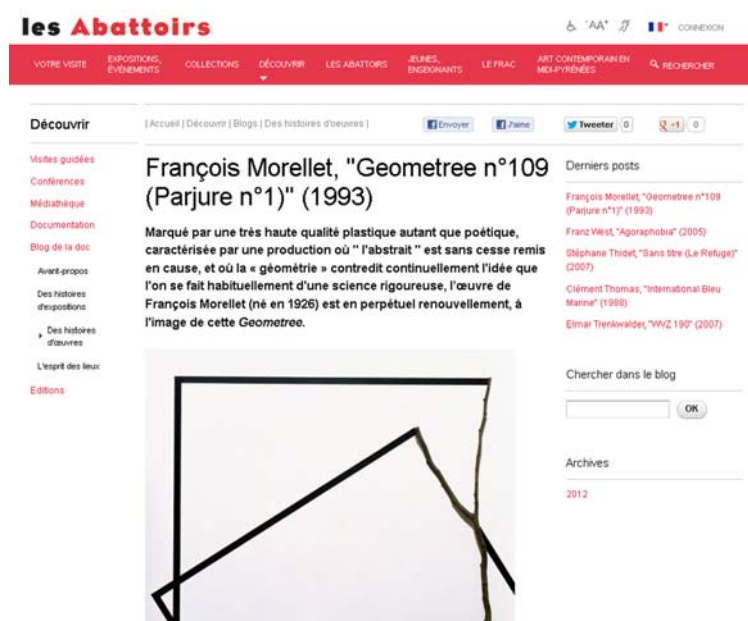 les Abattoirs
-AA+
CONNEXION
VOTRE VISITE
EXPOSITIONS,
ÉVÉNEMENTS
COLLECTIONS
DÉCOUVRIR
LES ABATTOIRS
JEUNES,
ENSEIGNANTS
LE FRAC
ART CONTEMPORAIN EN
MIDI-PYRÉNÉES
RECHERCHER
Découvrir
| Accueil | Découvrir | Blogs | Des histoires d'oeuvres |
Envoyer
J'aime
Tweeter 0
+1 0
Visites guidées
Conférences
Médiathèque
Documentation
Blog de la doc
Avant-propos
Des histoires
d'expositions
Des histoires
d'œuvres
L'esprit des lieux
Editions
François Morellet, "Geometree n°109
(Parjure n°1)" (1993)
Marqué par une très haute qualité plastique autant que poétique,
caractérisée par une production où " l'abstrait " est sans cesse remis
en cause, et où la « géométrie » contredit continuellement l'idée que
l'on se fait habituellement d'une science rigoureuse, l'œuvre de
François Morellet (né en 1926) est en perpétuel renouvellement, à
l'image de cette Geometree.
Derniers posts
François Morellet, "Geometree n°109
(Parjure n°1)" (1993)
Franz West, "Agoraphobia" (2005)
Stéphane Thidet, "Sans titre (Le Refuge)"
(2007)
Clément Thomas, "International Bleu
Marine" (1988)
Elmar Trenkwalder, "WVZ 190" (2007)
Chercher dans le blog
OK
Archives
2012